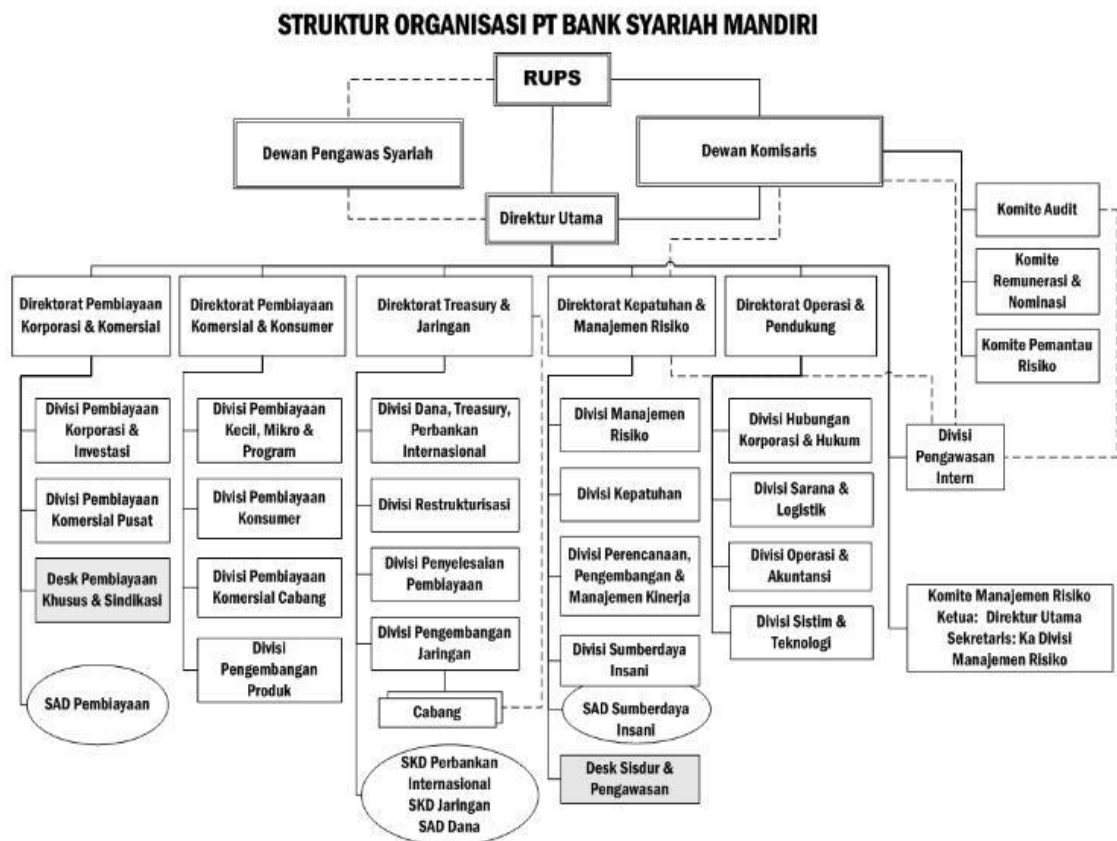 STRUKTUR ORGANISASI PT BANK SYARIAH MANDIRI
RUPS
Dewan Pengawas Syariah
Dewan Komisaris
Direktur Utama
Komite Audit
Komite
Remunerasi &
Nominasi
Komite Pemantau
Risiko
Direktorat Pembiayaan
Korporasi & Komersial
Direktorat Pembiayaan
Komersial & Konsumer
Direktorat Treasury &
Jaringan
Direktorat Kepatuhan &
Manajemen Risiko
Direktorat Operasi &
Pendukung
Divisi Pembiayaan
Korporasi &
Investasi
Divisi Pembiayaan
Komersial Pusat
Desk Pembiayaan
Khusus & Sindikasi
SAD Pembiayaan
Divisi Pembiayaan
Kecil, Mikro &
Program
Divisi Pembiayaan
Konsumer
Divisi Pembiayaan
Komersial Cabang
Divisi
Pengembangan
Produk
Divisi Dana, Treasury,
Perbankan
Internasional
Divisi Restrukturisasi
Divisi Penyelesaian
Pembiayaan
Divisi Pengembangan
Jaringan
Cabang
SKD Perbankan
Internasional
SKD Jaringan
SAD Dana
Divisi Manajemen
Risiko
Divisi Kepatuhan
Divisi Perencanaan,
Pengembangan &
Manajemen Kinerja
Divisi Sumberdaya
Insani
SAD Sumberdaya
Insani
Desk Sisdur &
Pengawasan
Divisi Hubungan
Korporasi & Hukum
Divisi Sarana &
Logistik
Divisi Operasi &
Akuntansi
Divisi Sistim &
Teknologi
Divisi
Pengawasan
Intern
Komite Manajemen Risiko
Ketua: Direktur Utama
Sekretaris: Ka Divisi
Manajemen Risiko